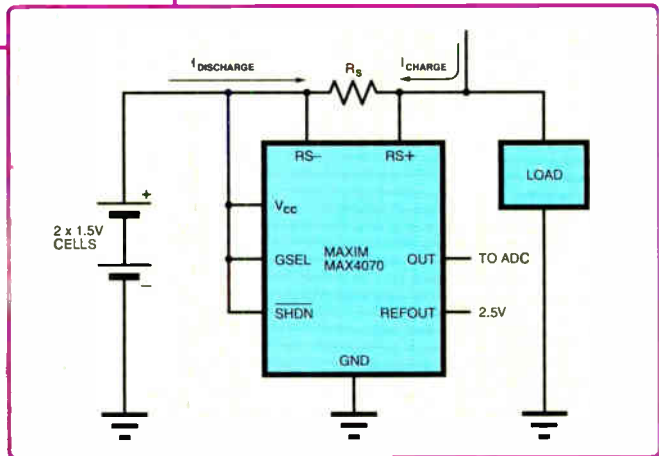 IDISCHARGE
RS
ICHARGE
RS–
RS+
LOAD
+
2 x 1.5V
CELLS
–
VCC
GSEL
MAXIM
MAX4070
OUT
TO ADC
SHDN
REFOUT
2.5V
GND